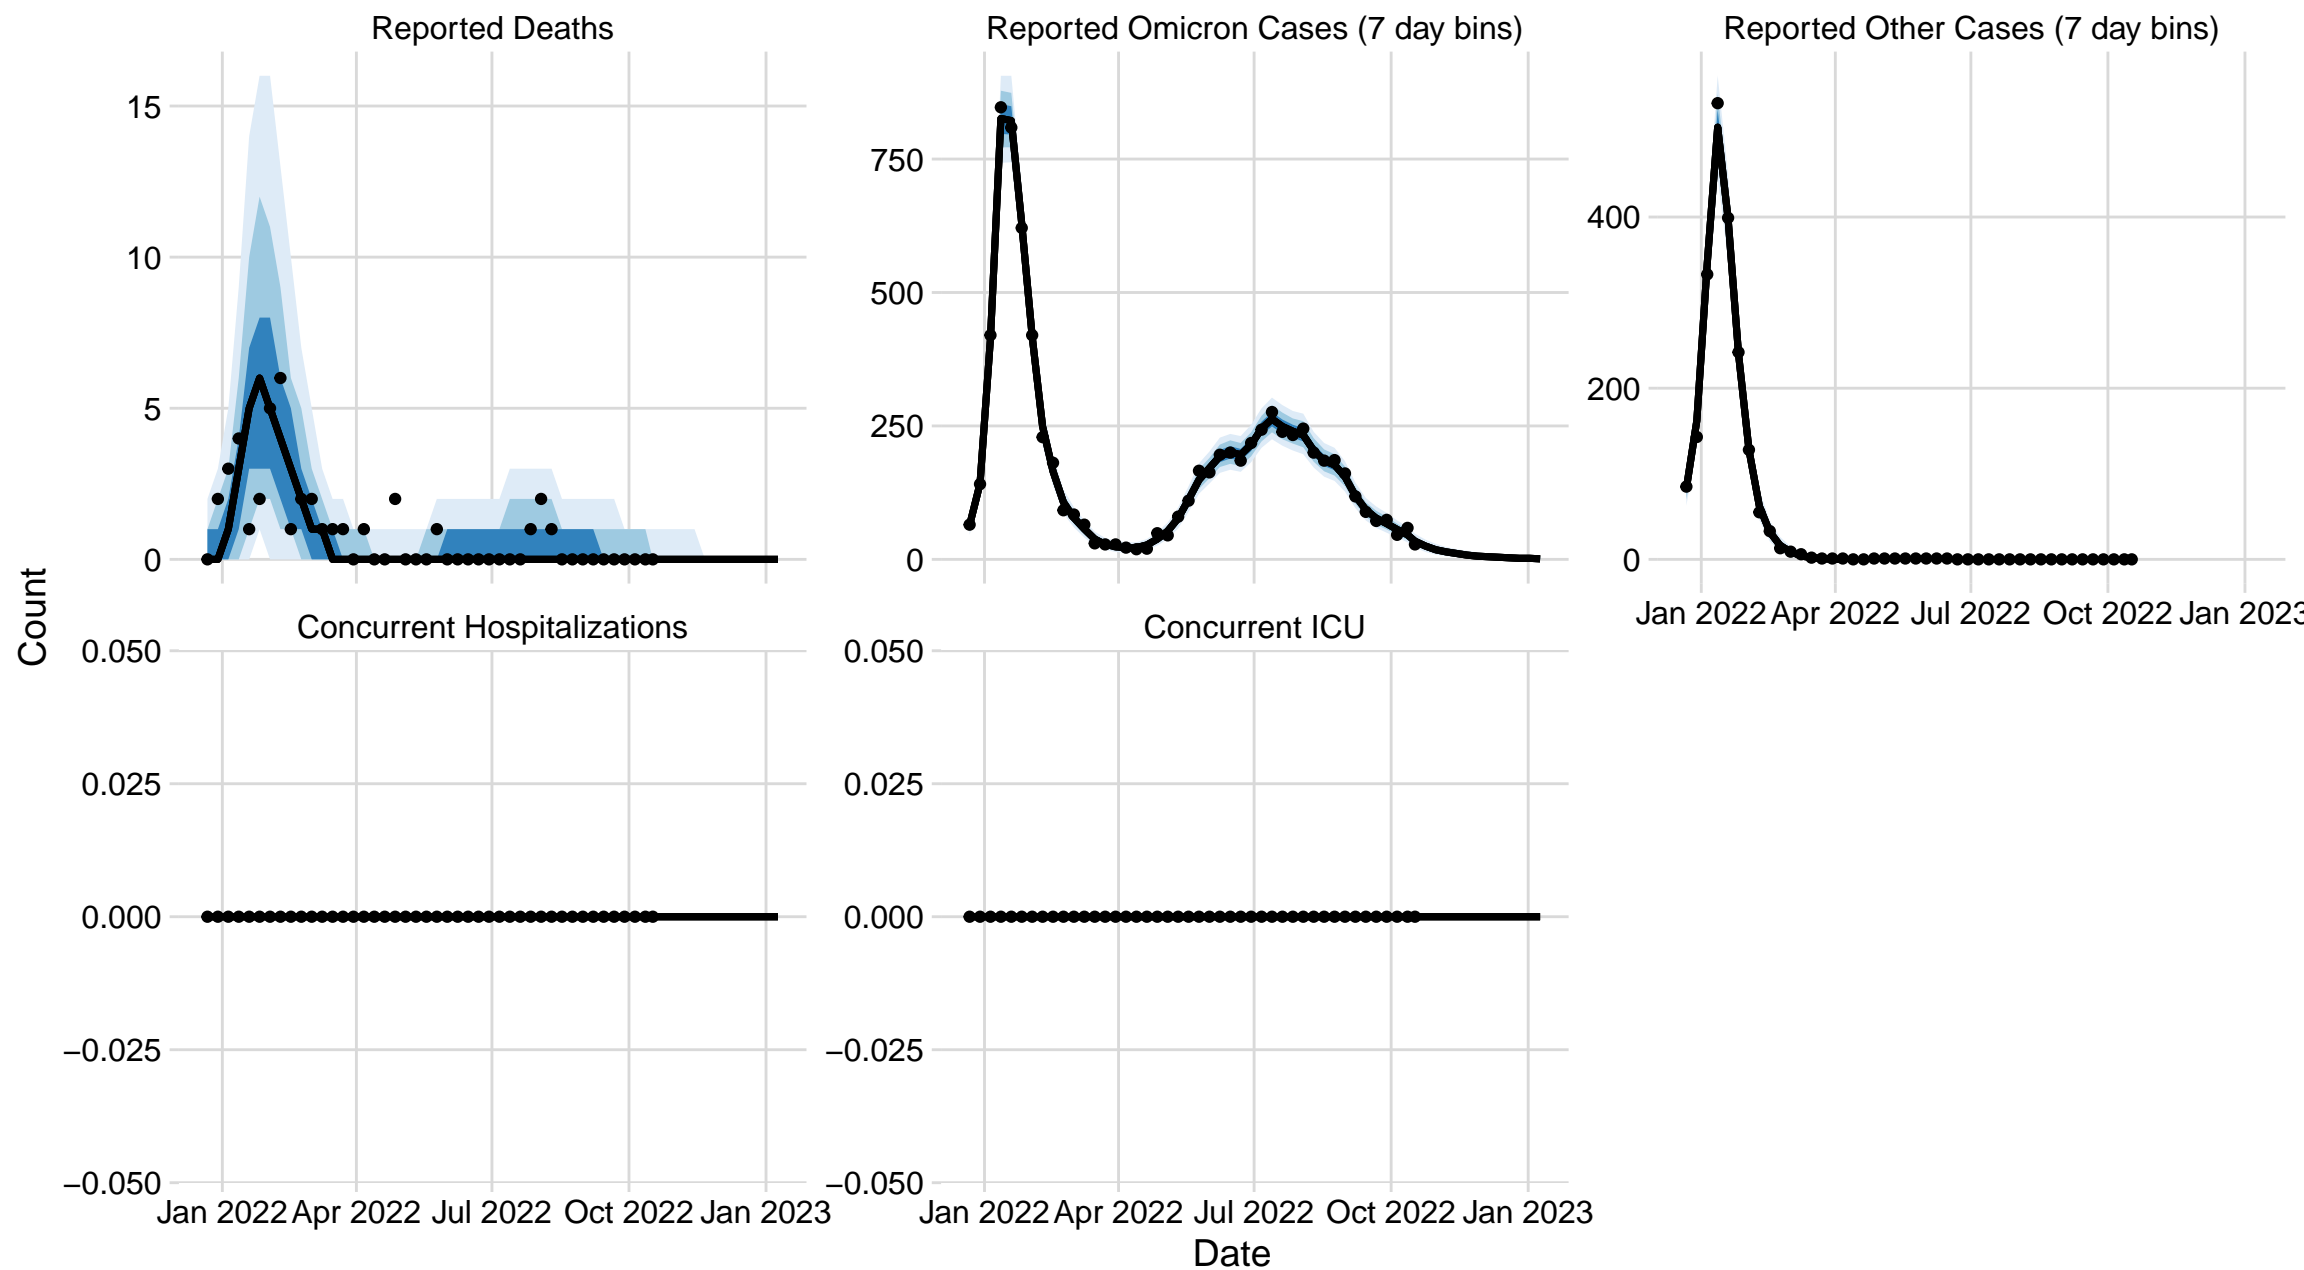 Reported Deaths
Reported Omicron Cases (7 day bins)
Reported Other Cases (7 day bins)
15
10
5
0
750
500
250
0
400
200
0
Jan 2022 Apr 2022 Jul 2022 Oct 2022 Jan 2023
Count
Concurrent Hospitalizations
Concurrent ICU
0.050
0.025
0.000
−0.025
−0.050
0.050
0.025
0.000
−0.025
−0.050
Jan 2022 Apr 2022 Jul 2022 Oct 2022 Jan 2023
Jan 2022 Apr 2022 Jul 2022 Oct 2022 Jan 2023
Date